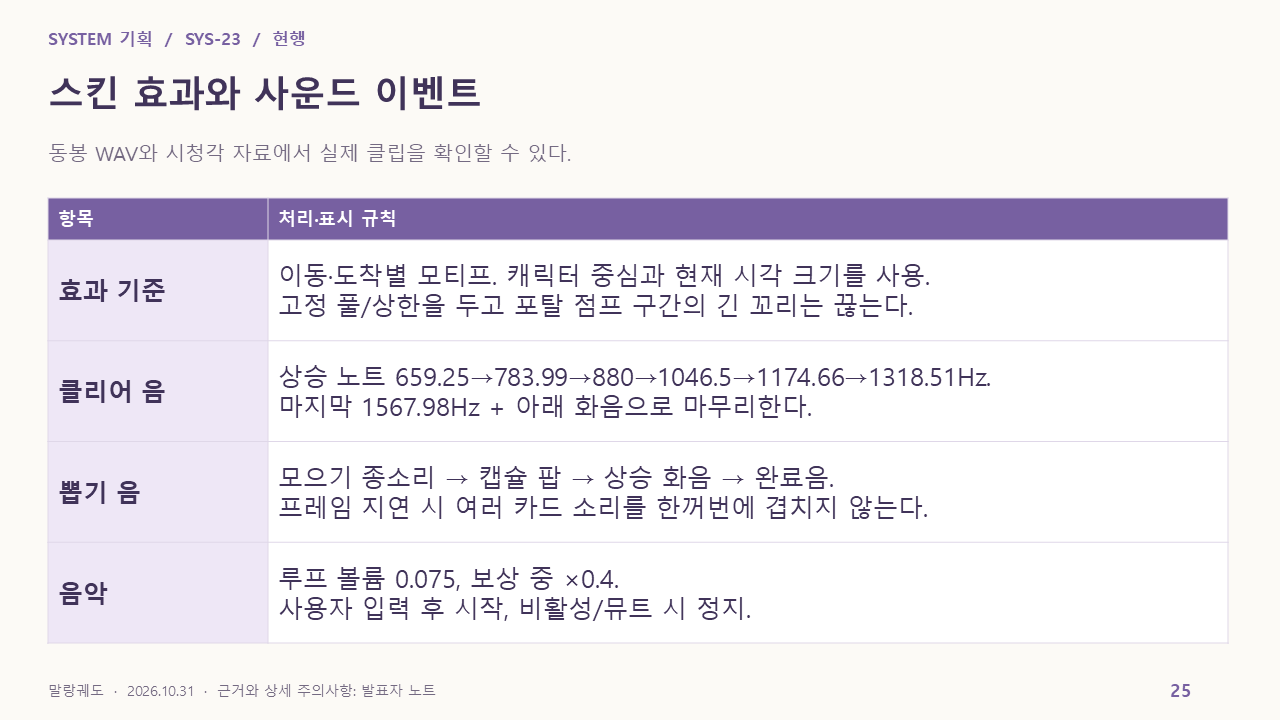 SYSTEM 기획 / SYS-23 / 현행
스킨 효과와 사운드 이벤트
동봉 WAV와 시청각 자료에서 실제 클립을 확인할 수 있다.
항목
처리·표시 규칙
효과 기준
이동·도착별 모티프. 캐릭터 중심과 현재 시각 크기를 사용.
고정 풀/상한을 두고 포탈 점프 구간의 긴 꼬리는 끊는다.
클리어 음
상승 노트 659.25→783.99→880→1046.5→1174.66→1318.51Hz.
마지막 1567.98Hz + 아래 화음으로 마무리한다.
뽑기 음
모으기 종소리 → 캡슐 팝 → 상승 화음 → 완료음.
프레임 지연 시 여러 카드 소리를 한꺼번에 겹치지 않는다.
음악
루프 볼륨 0.075, 보상 중 ×0.4.
사용자 입력 후 시작, 비활성/뮤트 시 정지.
말랑궤도 · 2026.10.31 · 근거와 상세 주의사항: 발표자 노트
25